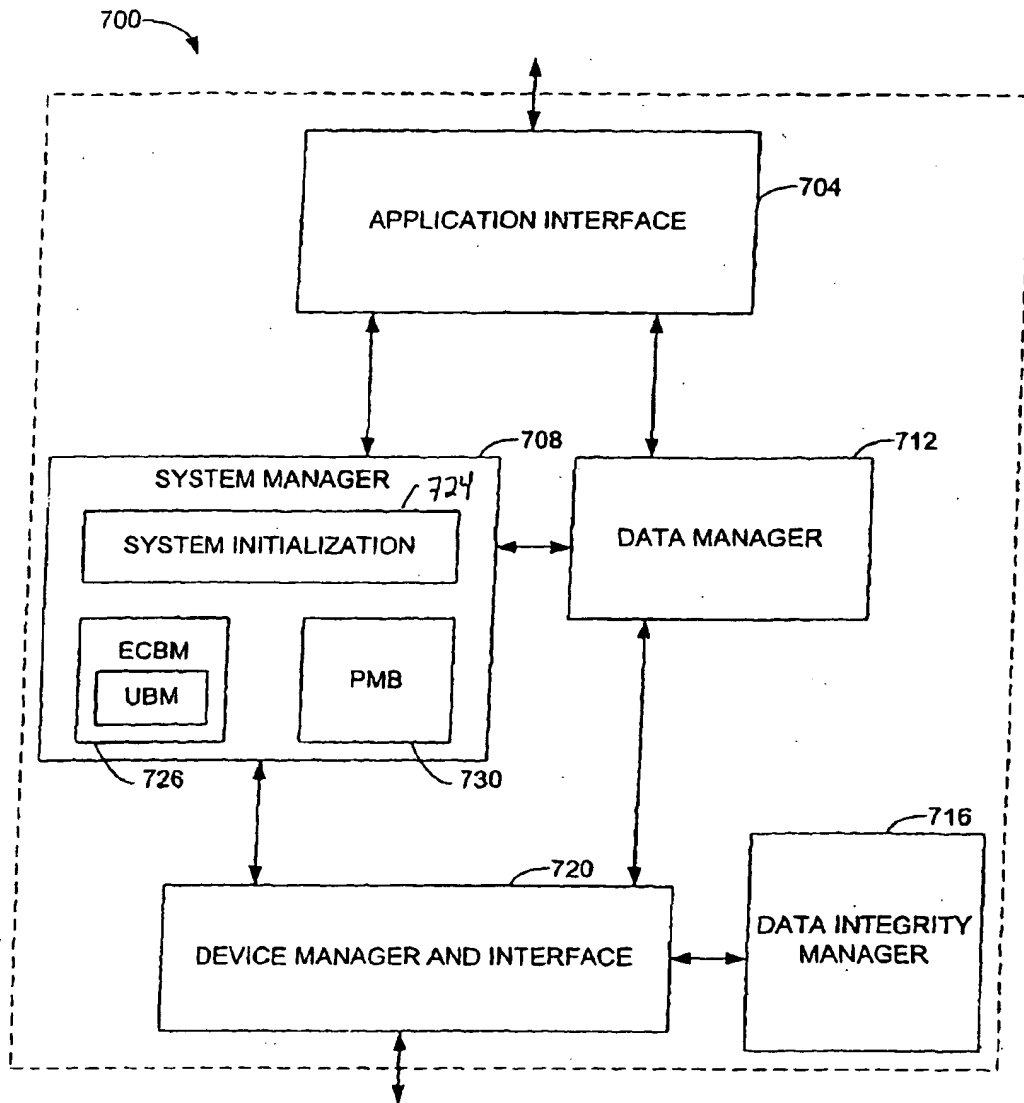 700
APPLICATION INTERFACE
704
708
SYSTEM MANAGER
724
SYSTEM INITIALIZATION
712
DATA MANAGER
ECBM
UBM
PMB
726
730
716
720
DEVICE MANAGER AND INTERFACE
DATA INTEGRITY
MANAGER